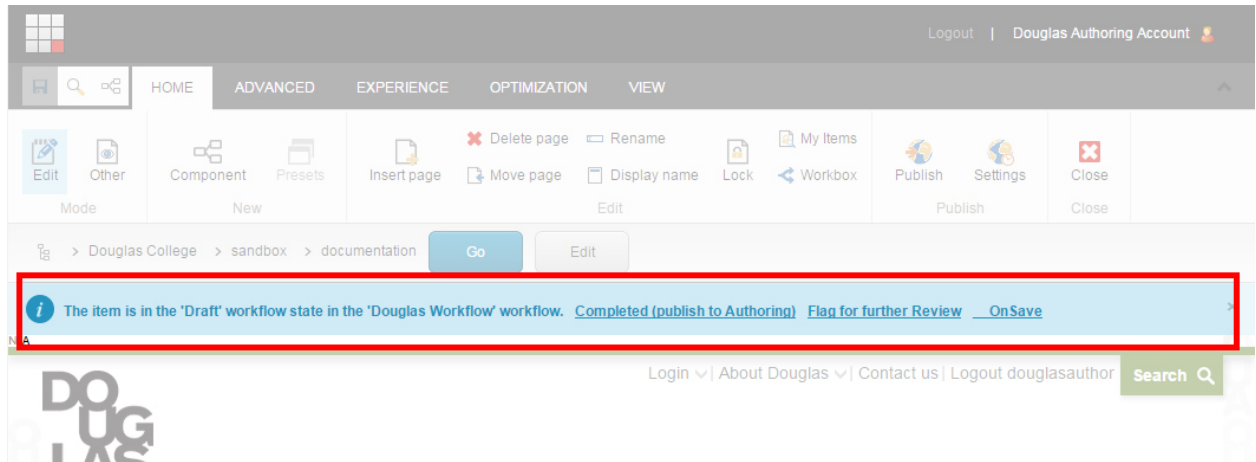 Logout | Douglas Authoring Account
HOME ADVANCED EXPERIENCE OPTIMIZATION VIEW
Delete page Rename My Items
Edit Other Component Presets Insert page Move page Display name Lock Workbox Publish Settings Close
Mode New Edit Publish Close
> Douglas College > sandbox > documentation Go Edit
The item is in the 'Draft' workflow state in the 'Douglas Workflow' workflow. Completed (publish to Authoring) Flag for further Review __OnSave
Login | About Douglas | Contact us | Logout douglasauthor Search
DO
UG
LAS